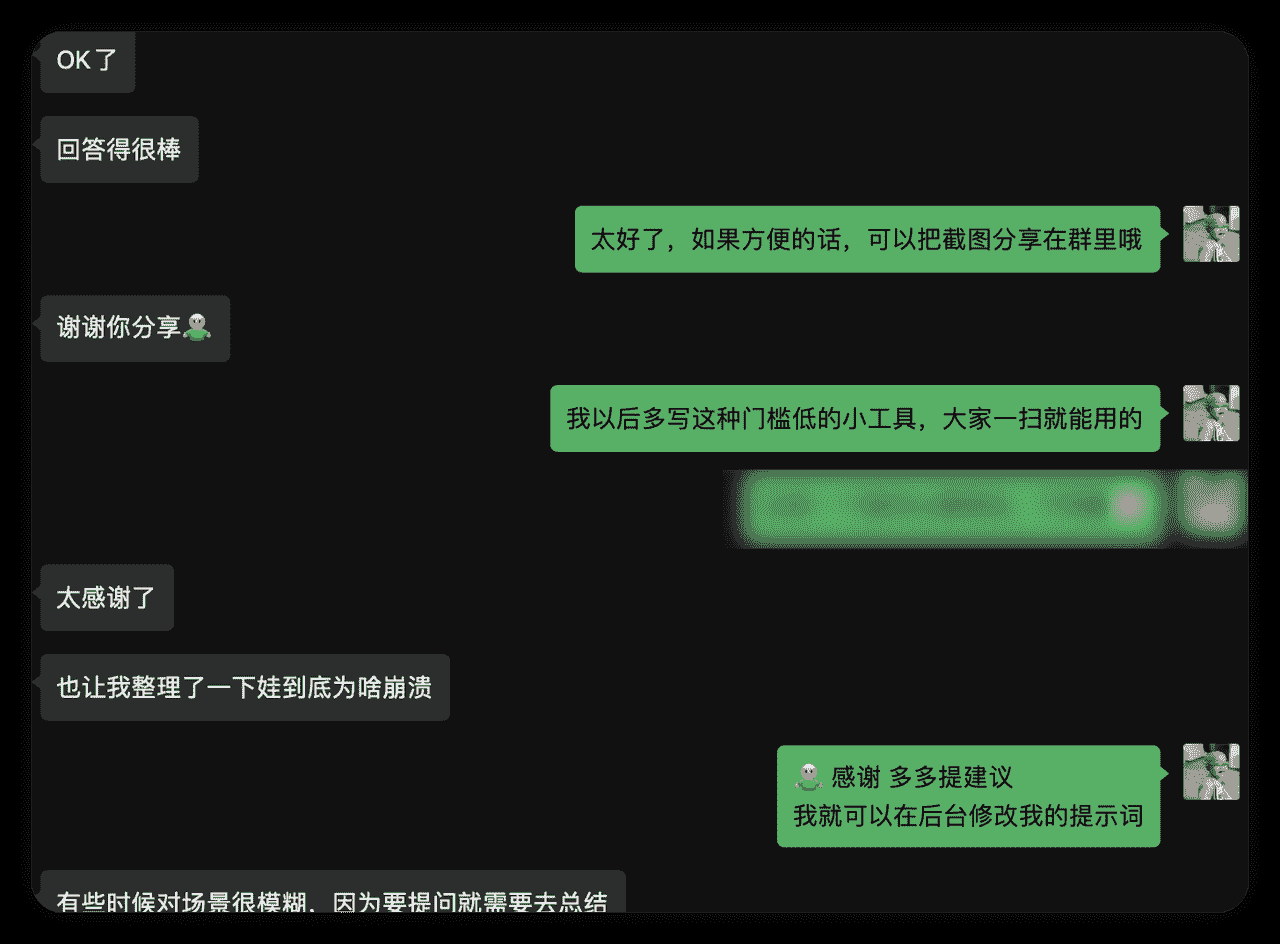 OK了
回答得很棒
太好了，如果方便的话，可以把截图分享在群里哦
谢谢你分享
我以后多写这种门槛低的小工具，大家一扫就能用的
太感谢了
也让我整理了一下娃到底为啥崩溃
感谢 多多提建议
我就可以在后台修改我的提示词
有些时候对场景很模糊，因为要提问就需要去总结